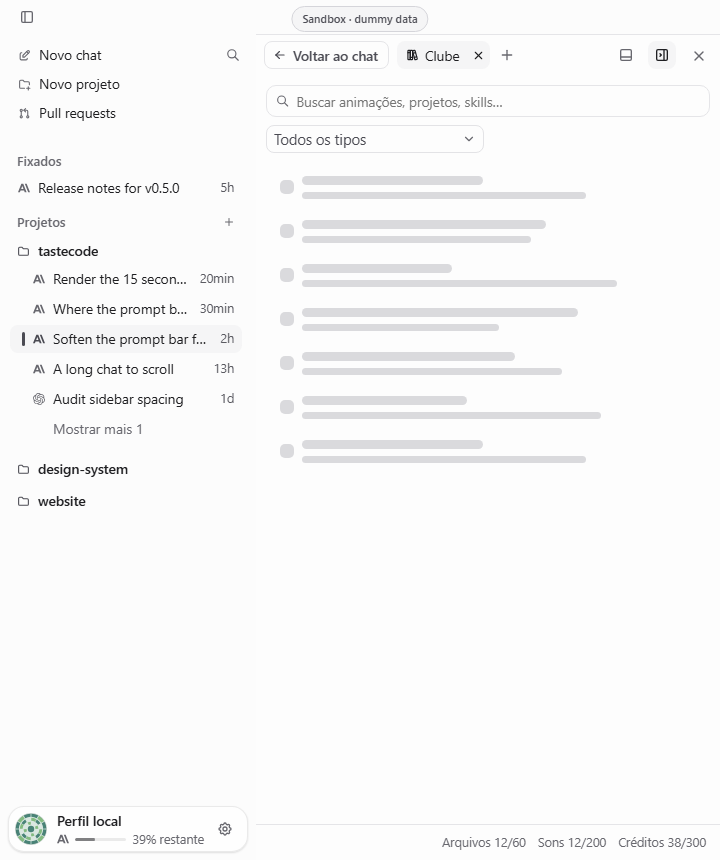 Sandbox · dummy data
Novo chat
Novo projeto
Pull requests
Fixados
Release notes for v0.5.0 5h
Projetos
tastecode
Render the 15 secon... 20min
Where the prompt b... 30min
Soften the prompt bar f... 2h
A long chat to scroll 13h
Audit sidebar spacing 1d
Mostrar mais 1
design-system
website
Perfil local
39% restante
Voltar ao chat
Clube
Buscar animações, projetos, skills...
Todos os tipos
Arquivos 12/60 Sons 12/200 Créditos 38/300